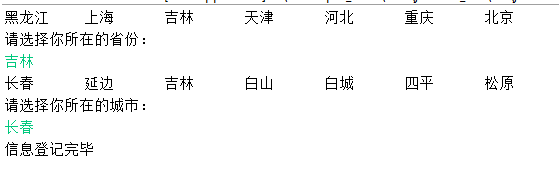 黑龙江 上海 吉林 天津 河北 重庆 北京
请选择你所在的省份：
吉林
长春 延边 吉林 白山 白城 四平 松原
请选择你所在的城市：
长春
信息登记完毕